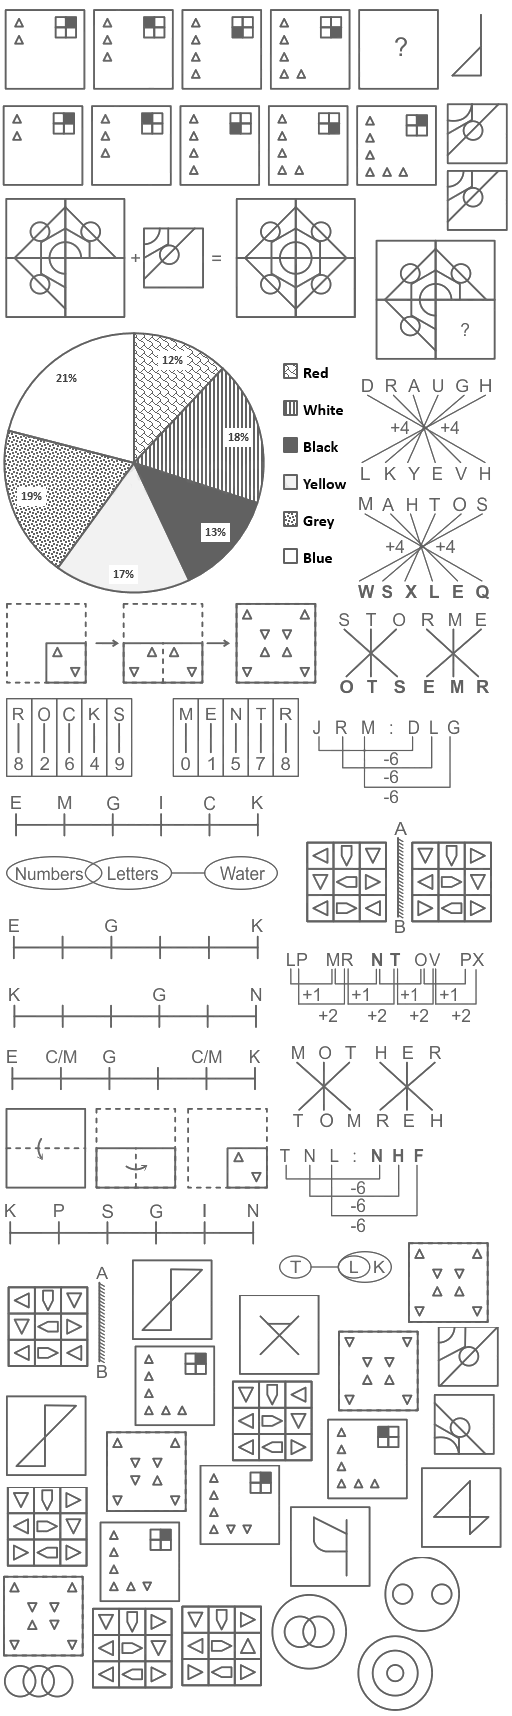 ?
+ =
?
12%
18%
13%
17%
19%
21%
Red
White
Black
Yellow
Grey
Blue
D R A U G H
+4 +4
L K Y E V H
M A H T O S
+4 +4
W S X L E Q
S T O R M E
O T S E M R
R O C K S
8 2 6 4 9
M E N T R
0 1 5 7 8
J R M : D L G
-6
-6
-6
E M G I C K
A
B
Numbers Letters Water
E G K
LP MR NT OV PX
+1 +1 +1 +1
+2 +2 +2 +2
K G N
E C/M G C/M K
M O T H E R
T O M R E H
T N L : N H F
-6
-6
-6
K P S G I N
T L K
A
B